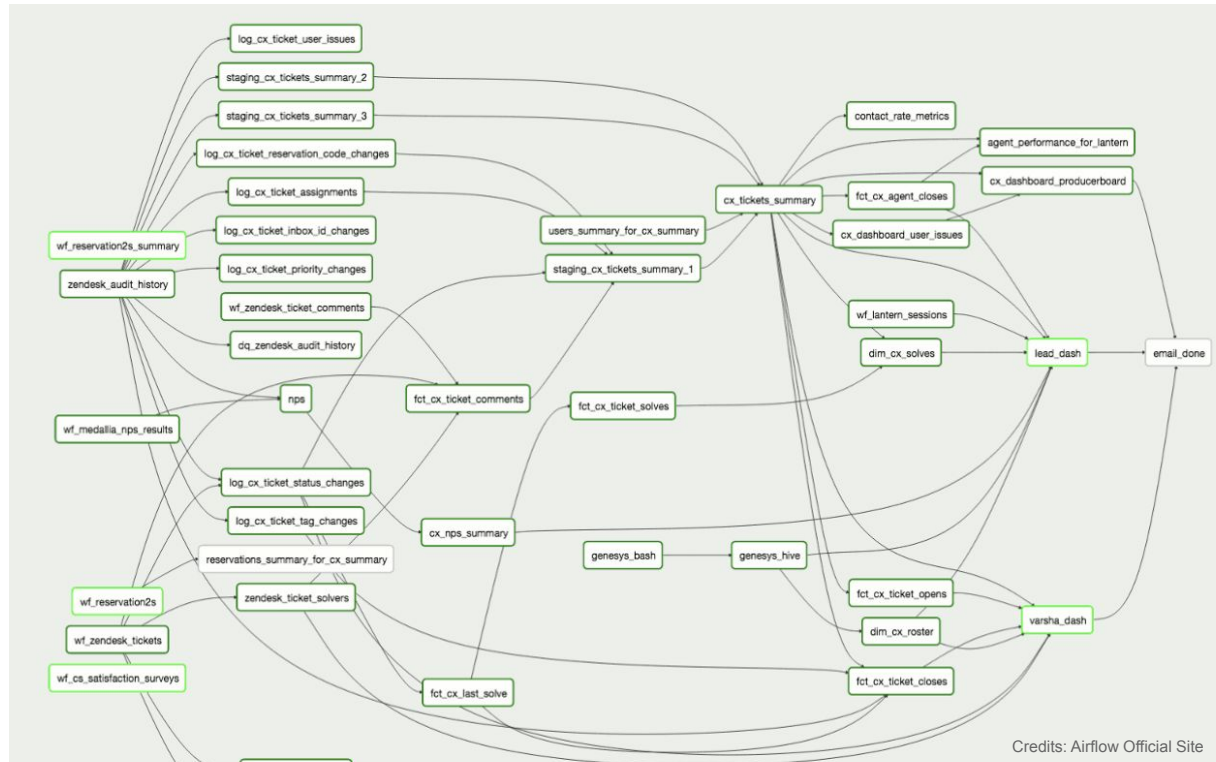 log_cx_ticket_user_issues
staging_cx_tickets_summary_2
staging_cx_tickets_summary_3
contact_rate_metrics
agent_performance_for_lantern
log_cx_ticket_reservation_code_changes
cx_dashboard_producerboard
log_cx_ticket_assignments
cx_tickets_summary
fct_cx_agent_closes
log_cx_ticket_inbox_id_changes
users_summary_for_cx_summary
cx_dashboard_user_issues
wf_reservation2s_summary
log_cx_ticket_priority_changes
staging_cx_tickets_summary_1
zendesk_audit_history
wf_zendesk_ticket_comments
wf_lantern_sessions
dq_zendesk_audit_history
dim_cx_solves
lead_dash
email_done
nps
fct_cx_ticket_comments
fct_cx_ticket_solves
wf_medallia_nps_results
log_cx_ticket_status_changes
log_cx_ticket_tag_changes
cx_nps_summary
reservations_summary_for_cx_summary
genesys_bash
genesys_hive
wf_reservation2s
zendesk_ticket_solvers
fct_cx_ticket_opens
varsha_dash
wf_zendesk_tickets
dim_cx_roster
wf_cs_satisfaction_surveys
fct_cx_last_solve
fct_cx_ticket_closes
Credits: Airflow Official Site